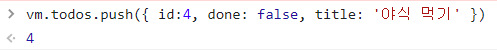 > vm.todos.push({ id:4, done: false, title: '야식 먹기' })
< 4